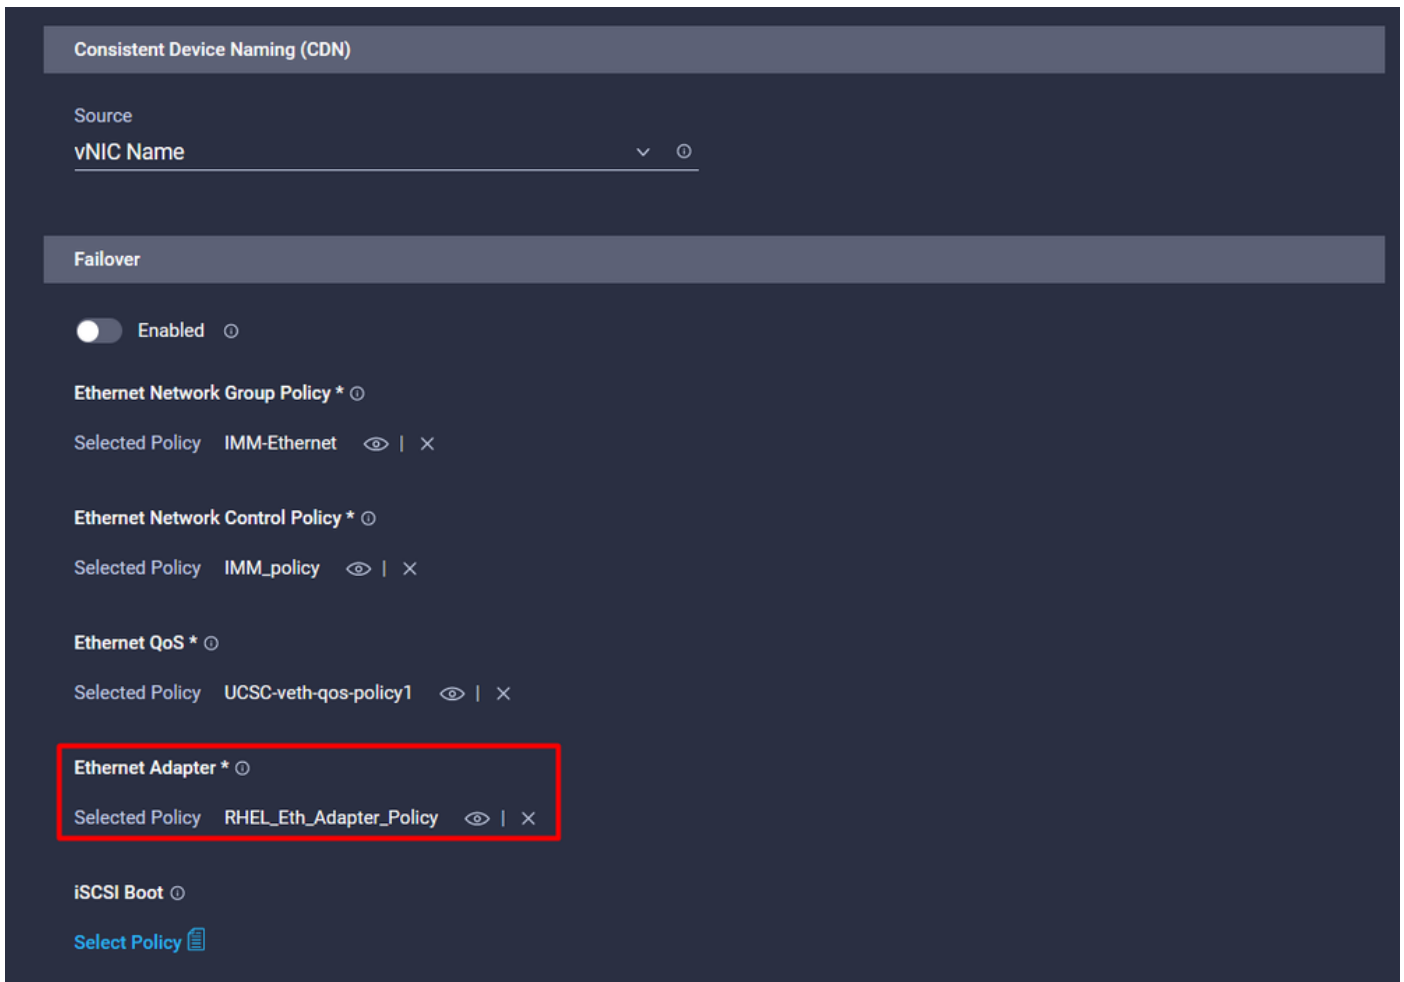 Consistent Device Naming (CDN)
Source
vNIC Name
Failover
Enabled
Ethernet Network Group Policy *
Selected Policy IMM-Ethernet |
Ethernet Network Control Policy *
Selected Policy IMM_policy |
Ethernet QoS *
Selected Policy UCSC-veth-qos-policy1 |
Ethernet Adapter *
Selected Policy RHEL_Eth_Adapter_Policy |
iSCSI Boot
Select Policy